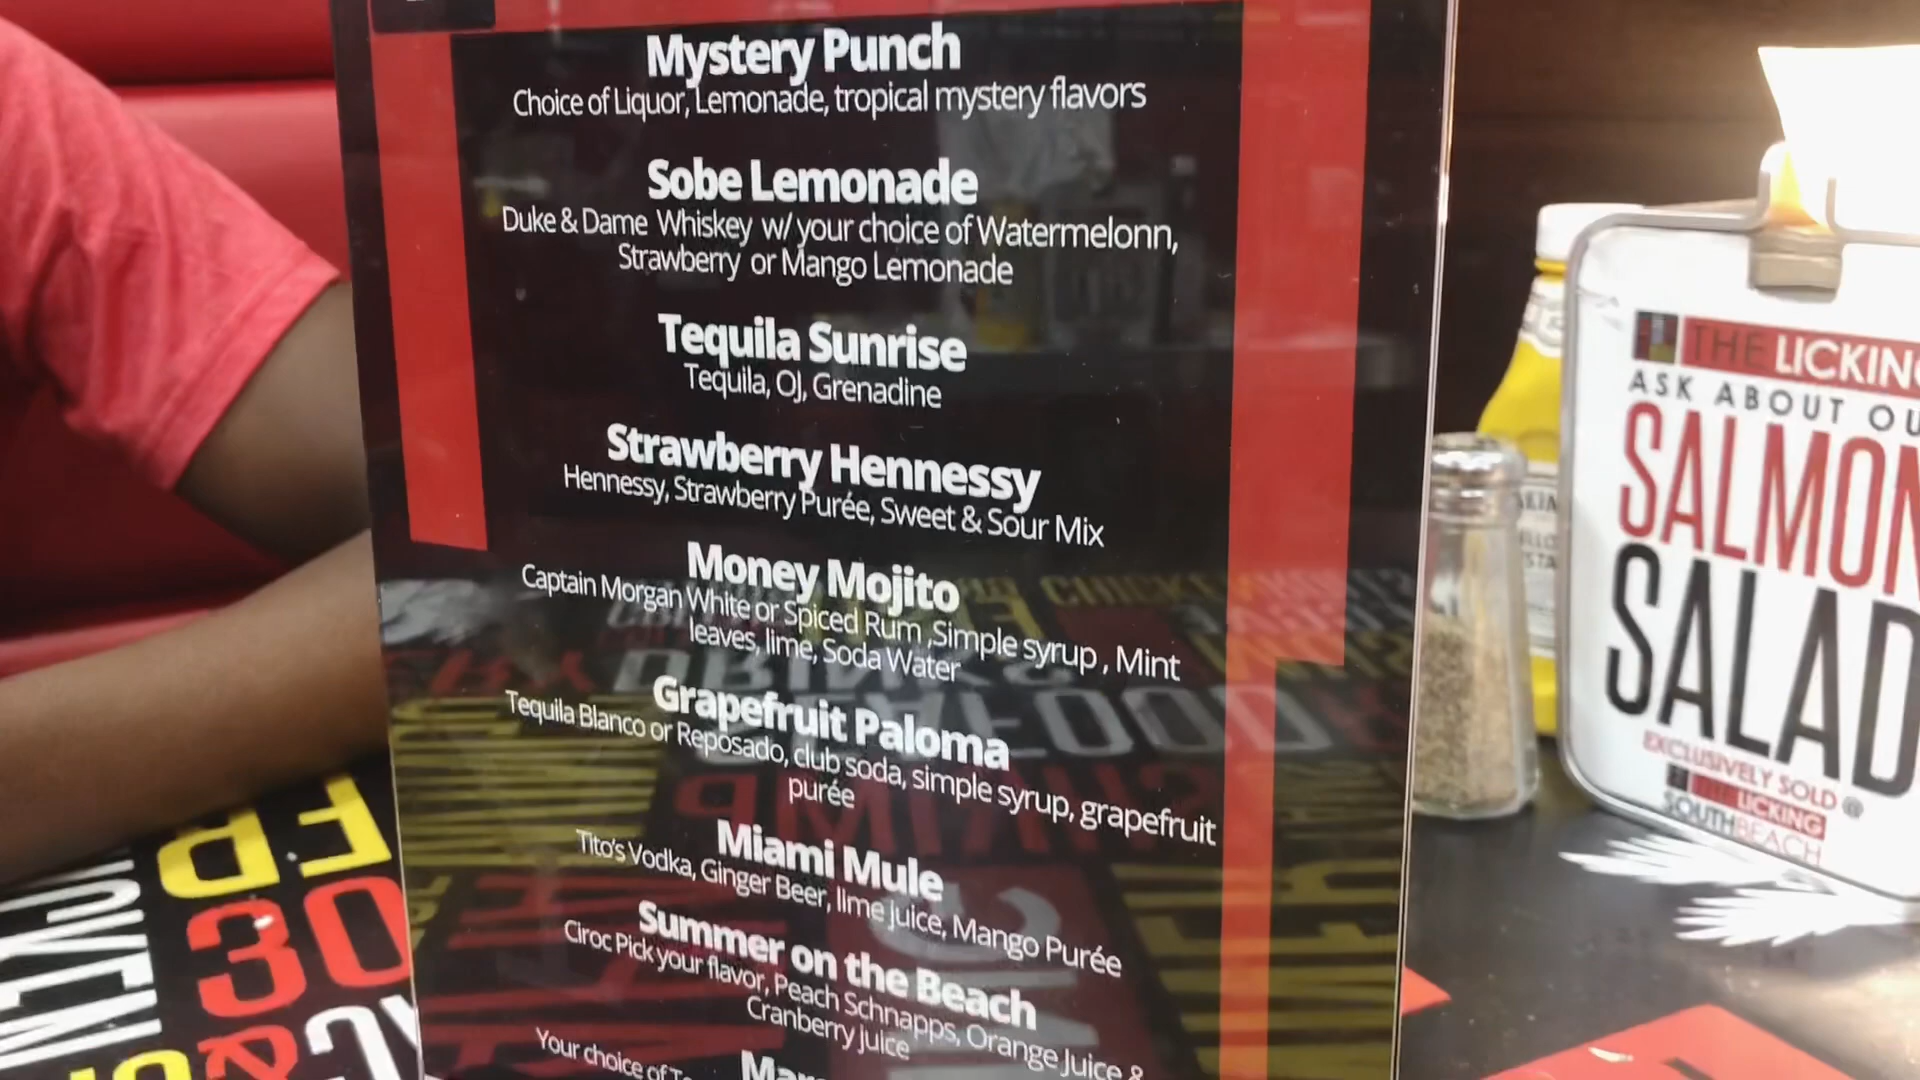 Mystery Punch
Choice of Liquor, Lemonade, tropical mystery flavors
Sobe Lemonade
Duke & Dame Whiskey w/ your choice of Watermelonn,
Strawberry or Mango Lemonade
Tequila Sunrise
Tequila, OJ, Grenadine
Strawberry Hennessy
Hennessy, Strawberry Purée, Sweet & Sour Mix
Money Mojito
Captain Morgan White or Spiced Rum ,Simple syrup , Mint
leaves, lime, Soda Water
Grapefruit Paloma
Tequila Blanco or Reposado, club soda, simple syrup, grapefruit
purée
Miami Mule
Tito's Vodka, Ginger Beer, lime juice, Mango Purée
Summer on the Beach
Ciroc Pick your flavor, Peach Schnapps, Orange Juice &
Cranberry juice
Your choice of
THE LICKING
ASK ABOUT
SALMON
SALAD
EXCLUSIVELY SOLD @
THE LICKING
SOUTHBEACH